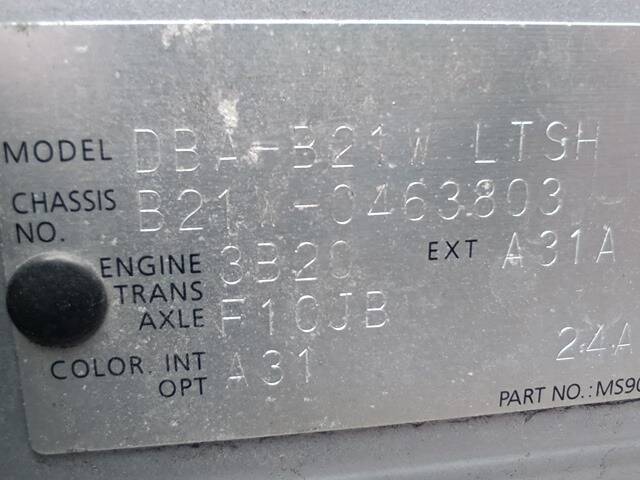 MODEL DBA-B21W LTSH
CHASSIS NO. B21W-0463803
ENGINE 3B20 EXT A31A
TRANS AXLE F1CJB
COLOR. INT OPT A31 24A
PART NO.: MS90